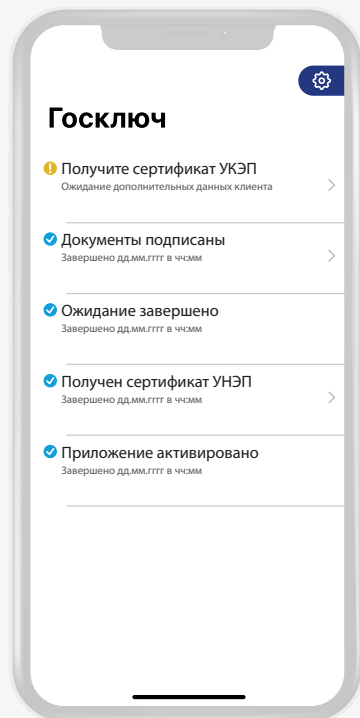 Госключ
Получите сертификат УКЭП
Ожидание дополнительных данных клиента
Документы подписаны
Завершено дд.мм.гггг в чч:мм
Ожидание завершено
Завершено дд.мм.гггг в чч:мм
Получен сертификат УНЭП
Завершено дд.мм.гггг в чч:мм
Приложение активировано
Завершено дд.мм.гггг в чч:мм